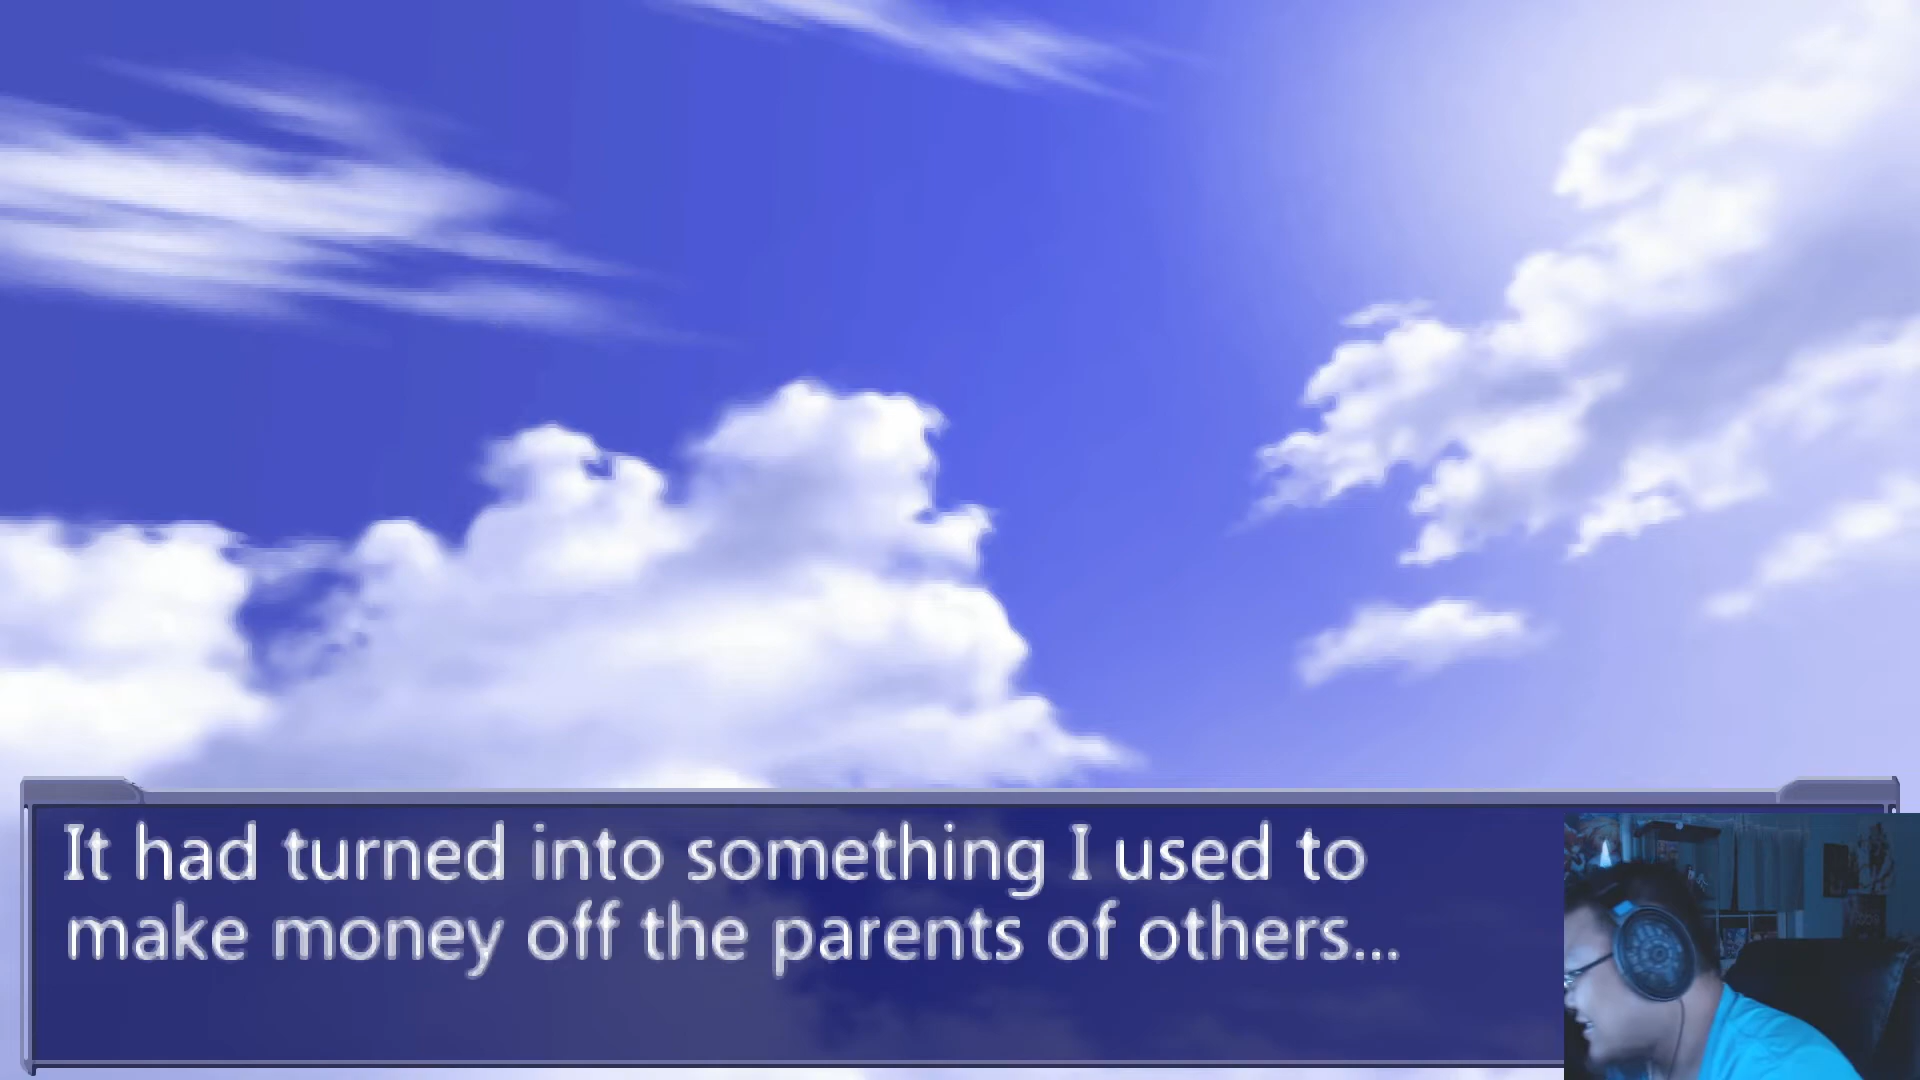 It had turned into something I used to
make money off the parents of others...